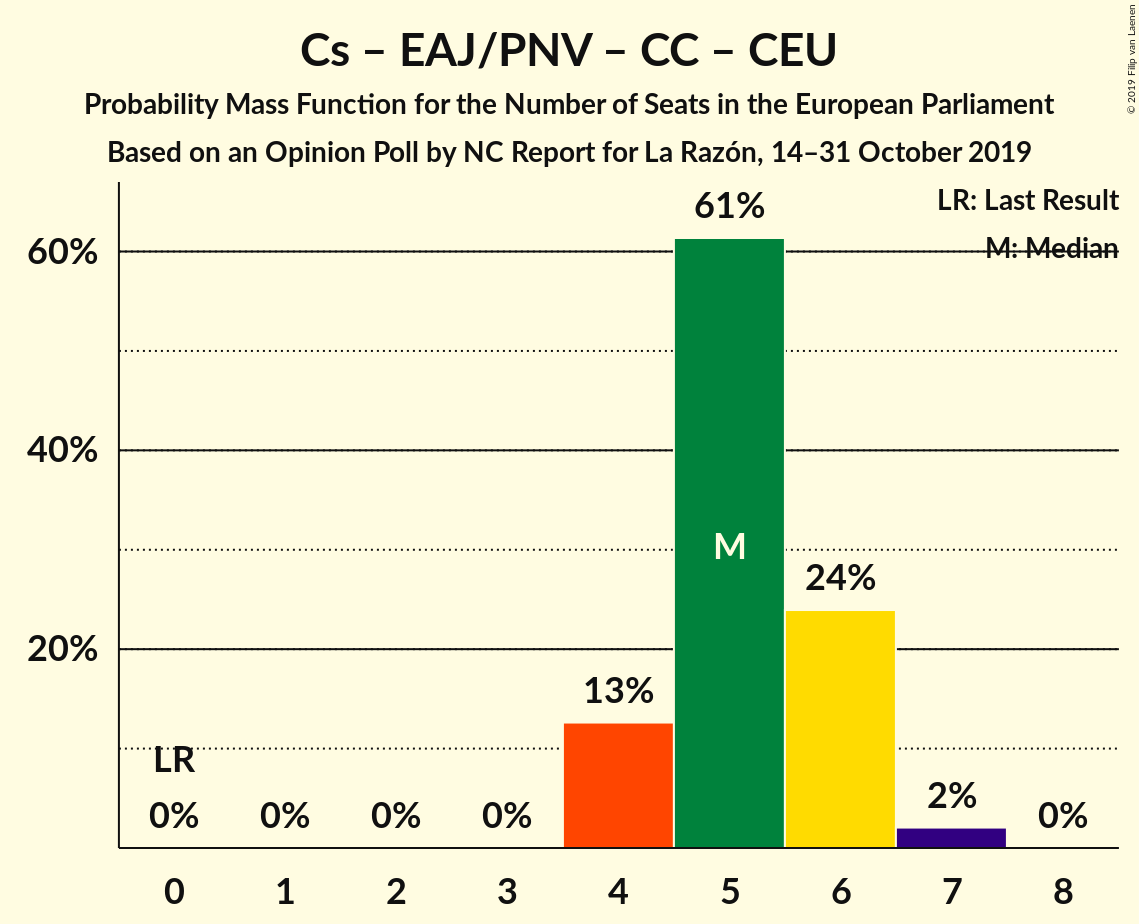 Cs – EAJ/PNV – CC – CEU
Probability Mass Function for the Number of Seats in the European Parliament
Based on an Opinion Poll by NC Report for La Razón, 14–31 October 2019
© 2019 Filip van Laenen
LR: Last Result
M: Median
60%
40%
20%
61%
M
24%
13%
LR
2%
0%
0%
0%
0%
0%
0
1
2
3
4
5
6
7
8